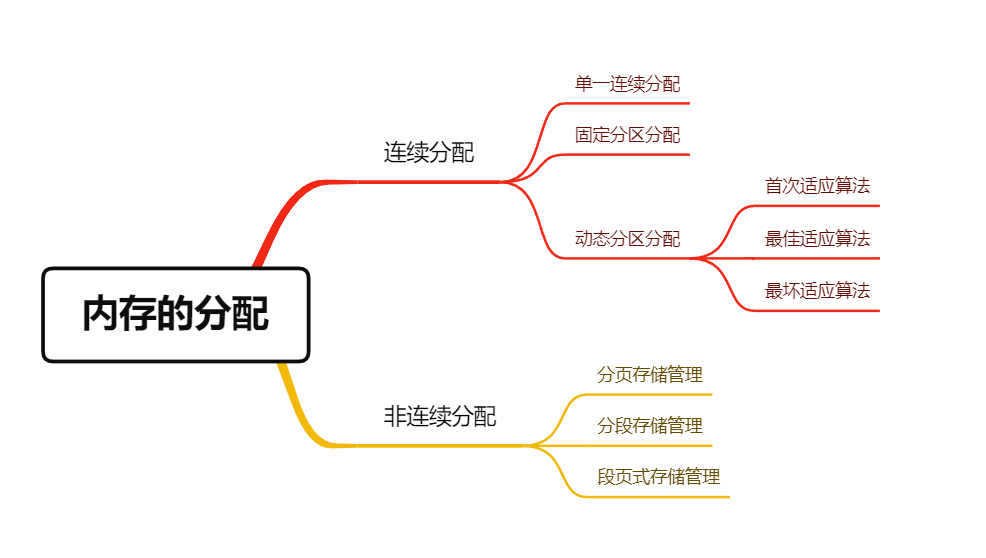 内存的分配
连续分配
单一连续分配
固定分区分配
动态分区分配
首次适应算法
最佳适应算法
最坏适应算法
非连续分配
分页存储管理
分段存储管理
段页式存储管理